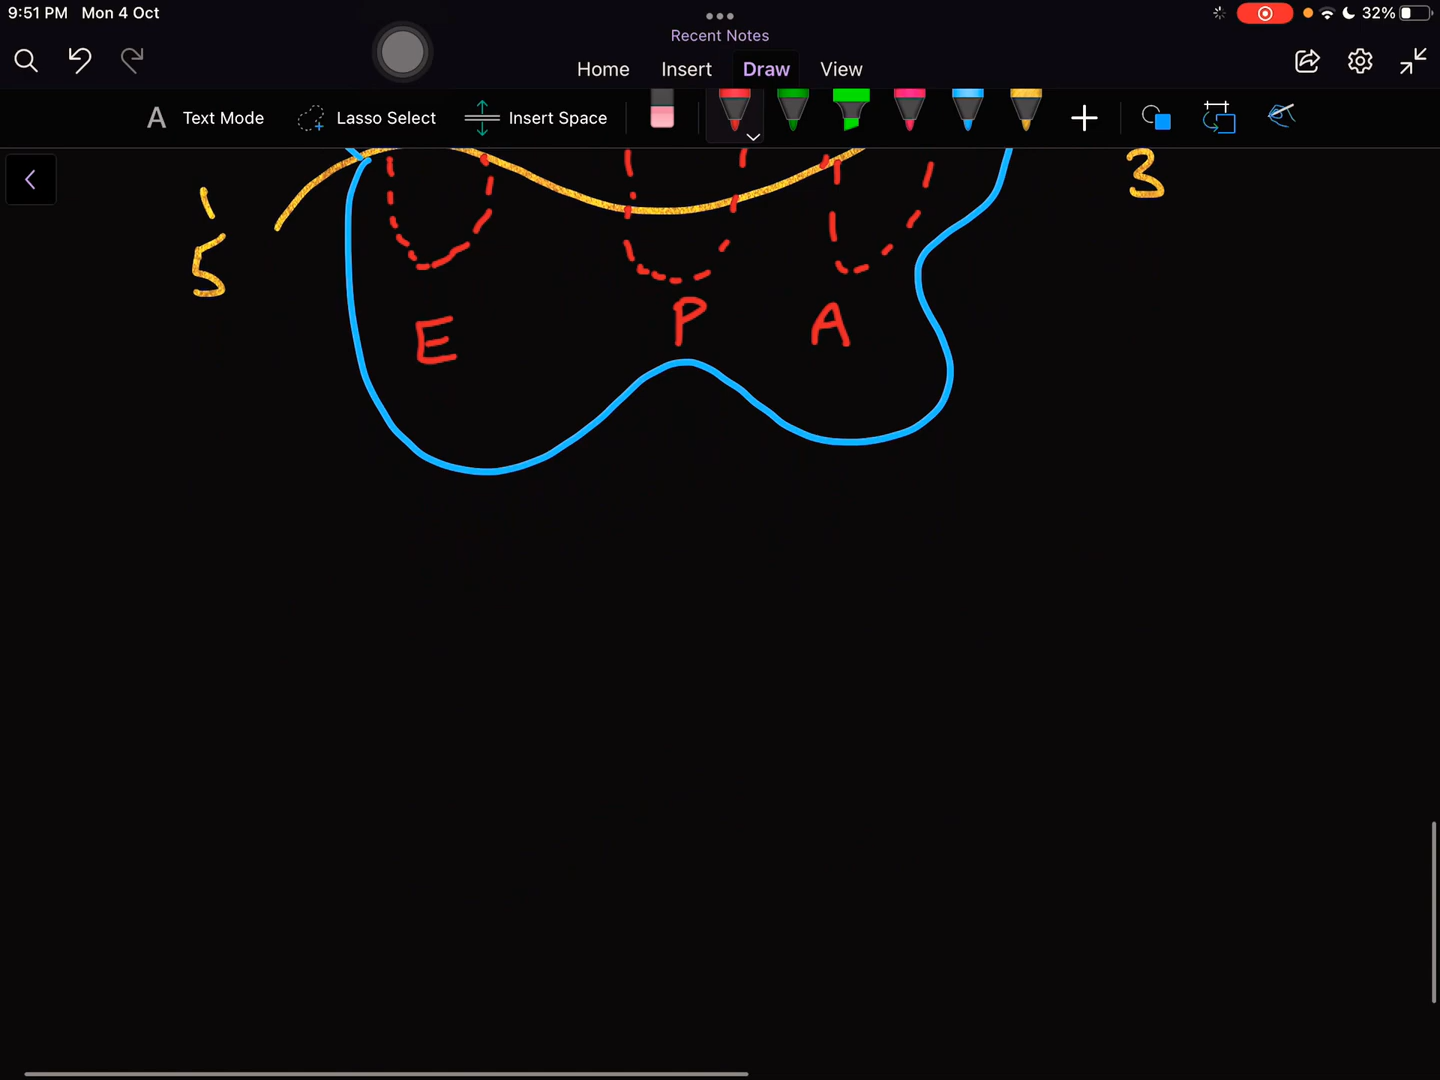 9:51 PM Mon 4 Oct
32%
Recent Notes
Home Insert Draw View
A Text Mode Lasso Select Insert Space
3
5'
E P A